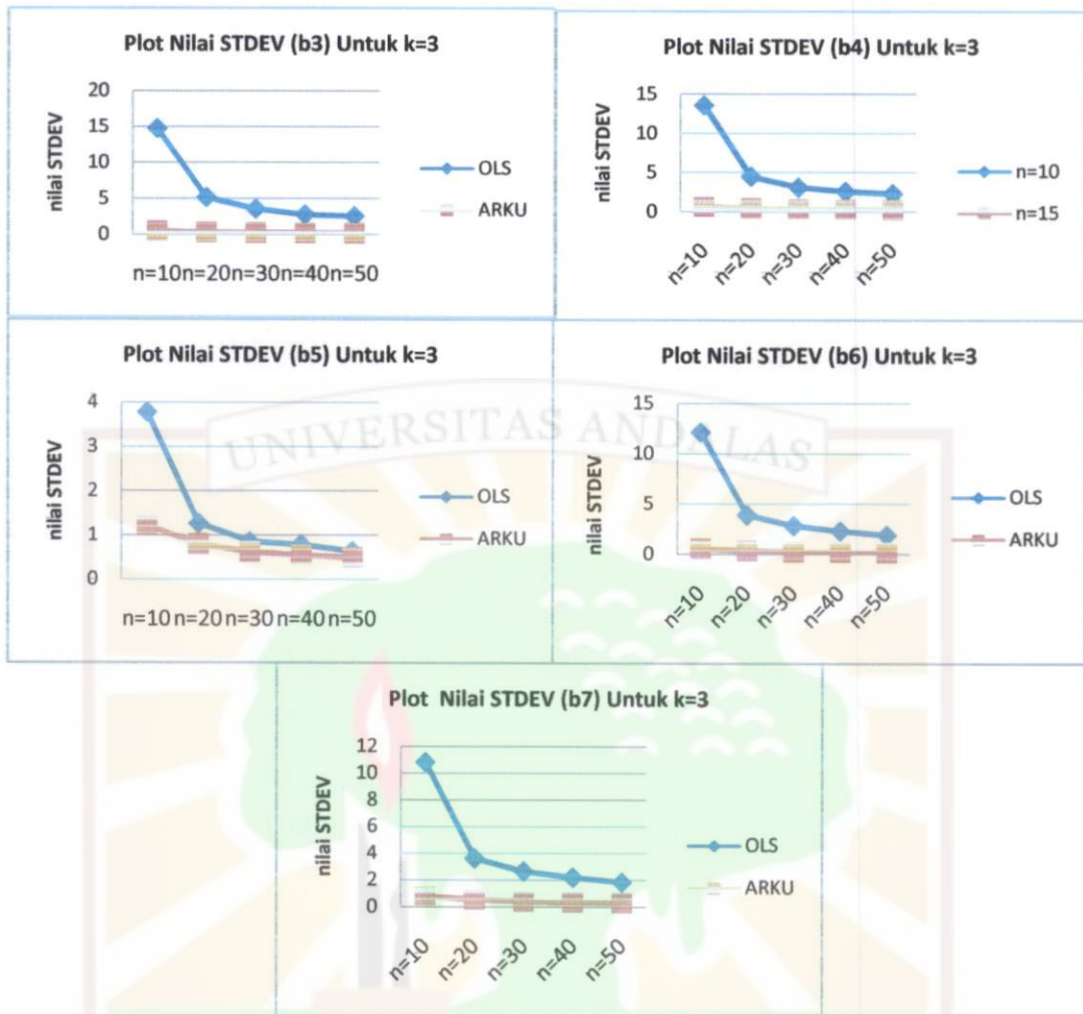 Plot Nilai STDEV (b3) Untuk k=3
nilai STDEV
20
15
10
5
0
n=10 n=20 n=30 n=40 n=50
OLS
ARKU
Plot Nilai STDEV (b4) Untuk k=3
nilai STDEV
15
10
5
0
n=10 n=20 n=30 n=40 n=50
n=10
n=15
Plot Nilai STDEV (b5) Untuk k=3
nilai STDEV
4
3
2
1
0
n=10 n=20 n=30 n=40 n=50
OLS
ARKU
Plot Nilai STDEV (b6) Untuk k=3
nilai STDEV
15
10
5
0
n=10 n=20 n=30 n=40 n=50
OLS
ARKU
UNIVERSITAS ANDALAS
Plot Nilai STDEV (b7) Untuk k=3
nilai STDEV
12
10
8
6
4
2
0
n=10 n=20 n=30 n=40 n=50
OLS
ARKU